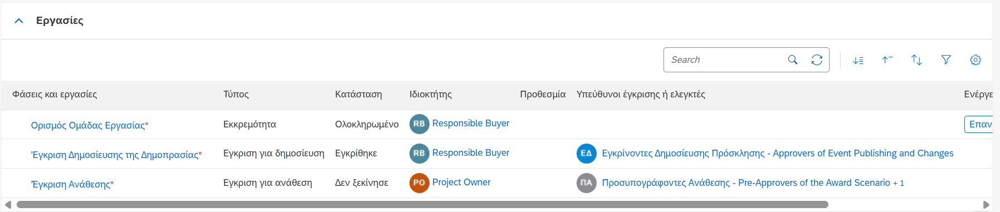 Εργασίες
Search
Φάσεις και εργασίες Τύπος Κατάσταση Ιδιοκτήτης Προθεσμία Υπεύθυνοι έγκρισης ή ελεγκτές Ενέργε
Ορισμός Ομάδας Εργασίας* Εκκρεμότητα Ολοκληρωμένο RB Responsible Buyer Επαν
Έγκριση Δημοσίευσης της Δημοπρασίας* Εγκριση για δημοσίευση Εγκρίθηκε RB Responsible Buyer ΕΔ Εγκρίνοντες Δημοσίευσης Πρόσκλησης - Approvers of Event Publishing and Changes
Έγκριση Ανάθεσης* Εγκριση για ανάθεση Δεν ξεκίνησε PO Project Owner ΠΑ Προσυπογράφοντες Ανάθεσης - Pre-Approvers of the Award Scenario + 1